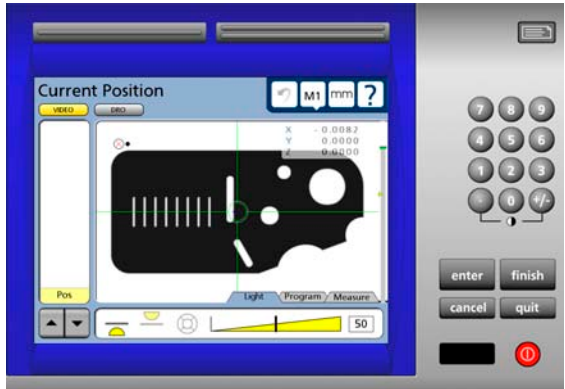 Current Position
VIDEO DRO
M1 mm ?
X - 0.0082
Y 0.0000
Z - 0.0000
Pos
Light Program Measure
50
7 8 9
4 5 6
1 2 3
. 0 +/-
enter finish
cancel quit